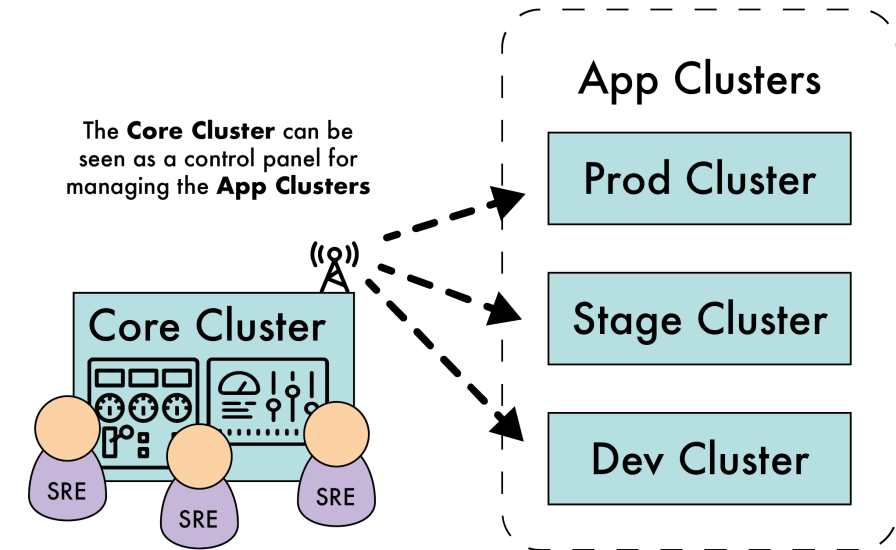 The Core Cluster can be
seen as a control panel for
managing the App Clusters
Core Cluster
SRE
SRE
SRE
App Clusters
Prod Cluster
Stage Cluster
Dev Cluster